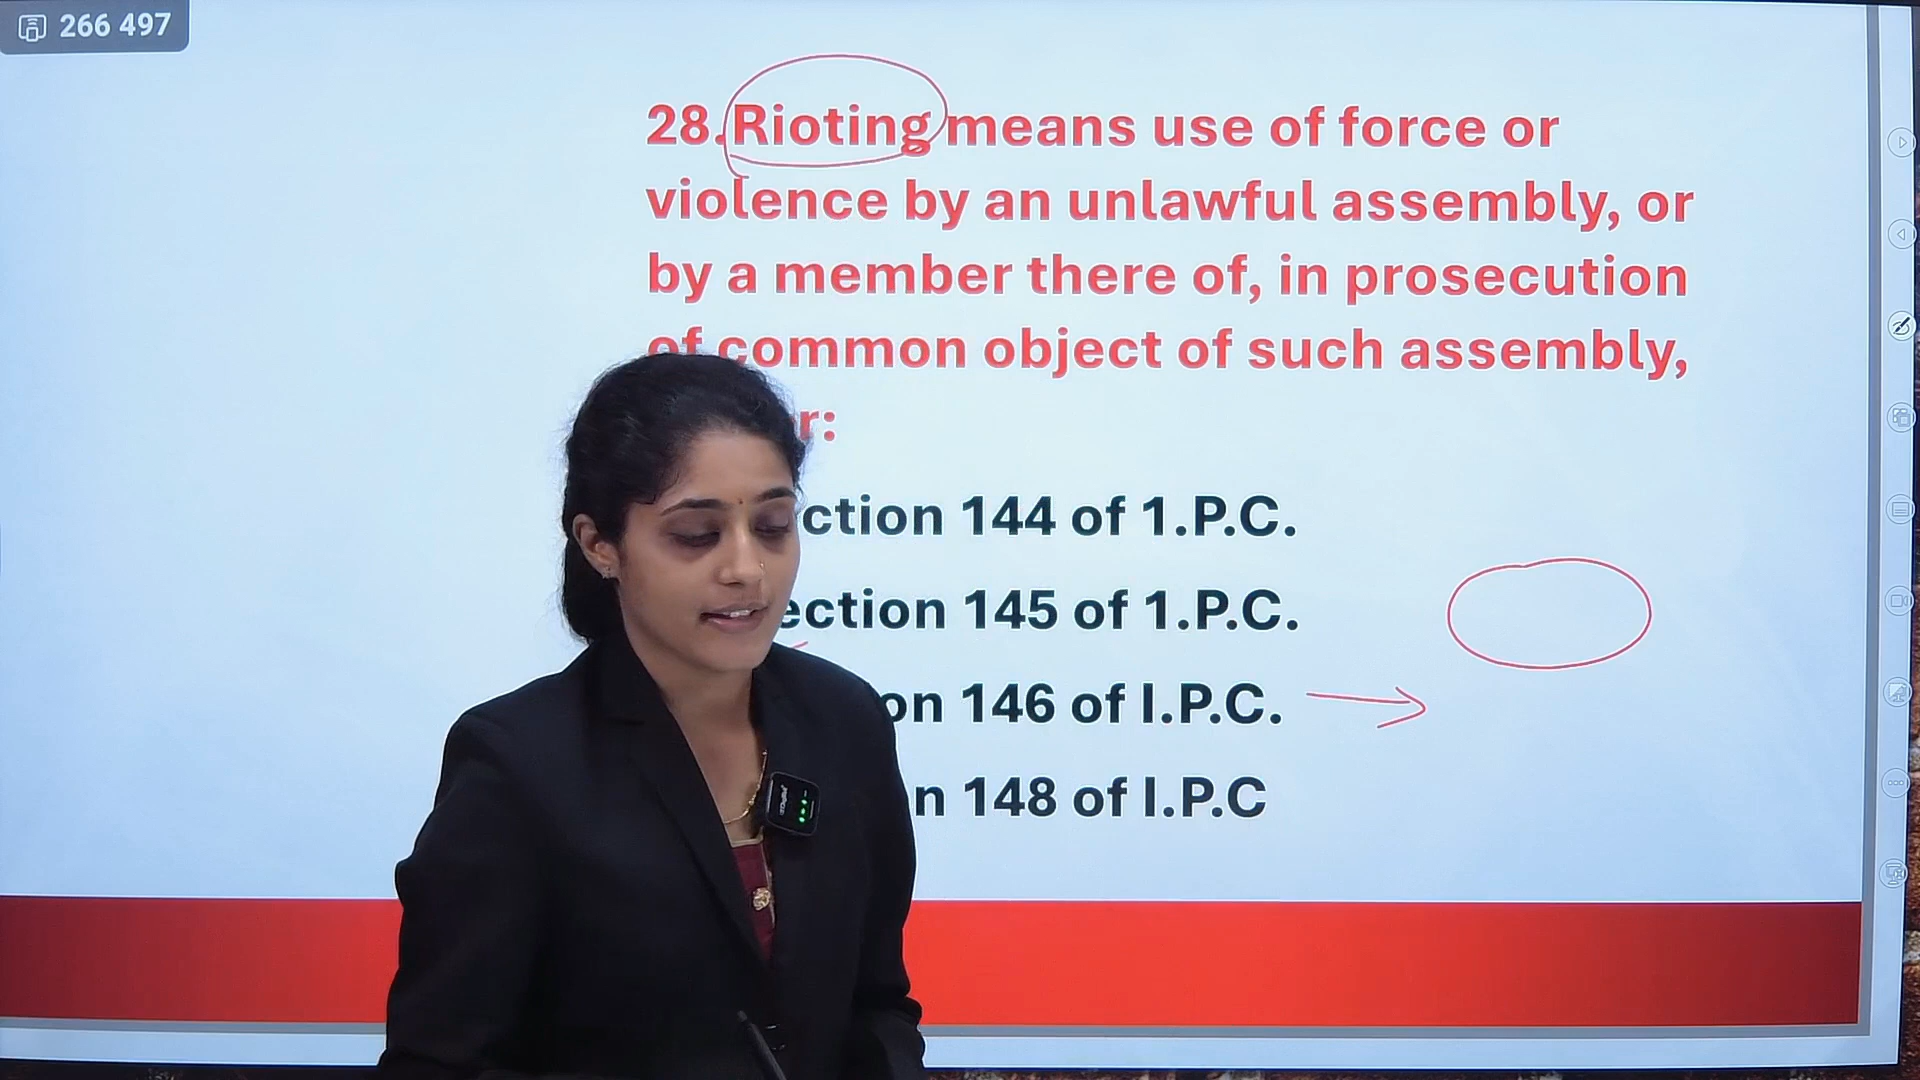 266 497
28. Rioting means use of force or
violence by an unlawful assembly, or
by a member there of, in prosecution
of common object of such assembly,
r:
ction 144 of 1.P.C.
ection 145 of 1.P.C.
on 146 of I.P.C.
n 148 of I.P.C